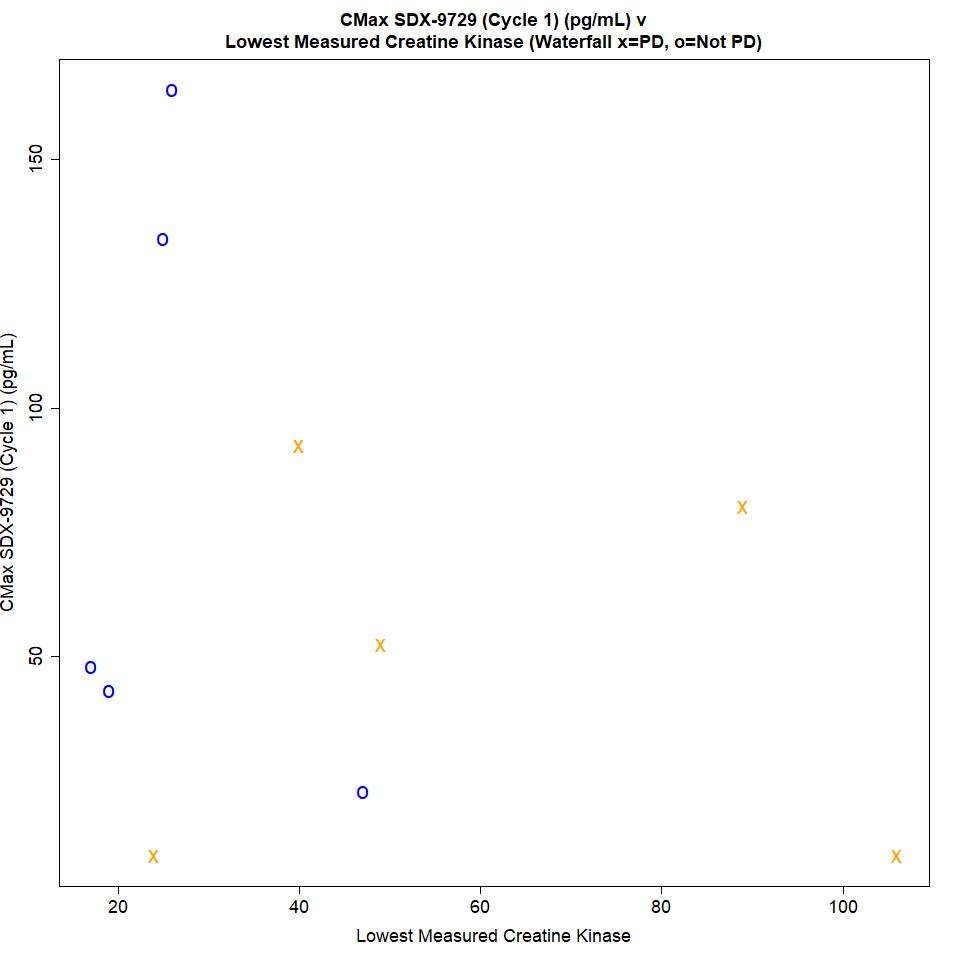 CMax SDX-9729 (Cycle 1) (pg/mL) v
Lowest Measured Creatine Kinase (Waterfall x=PD, o=Not PD)
CMax SDX-9729 (Cycle 1) (pg/mL)
150
100
50
o
o
x
x
x
o
o
o
x
x
20 40 60 80 100
Lowest Measured Creatine Kinase